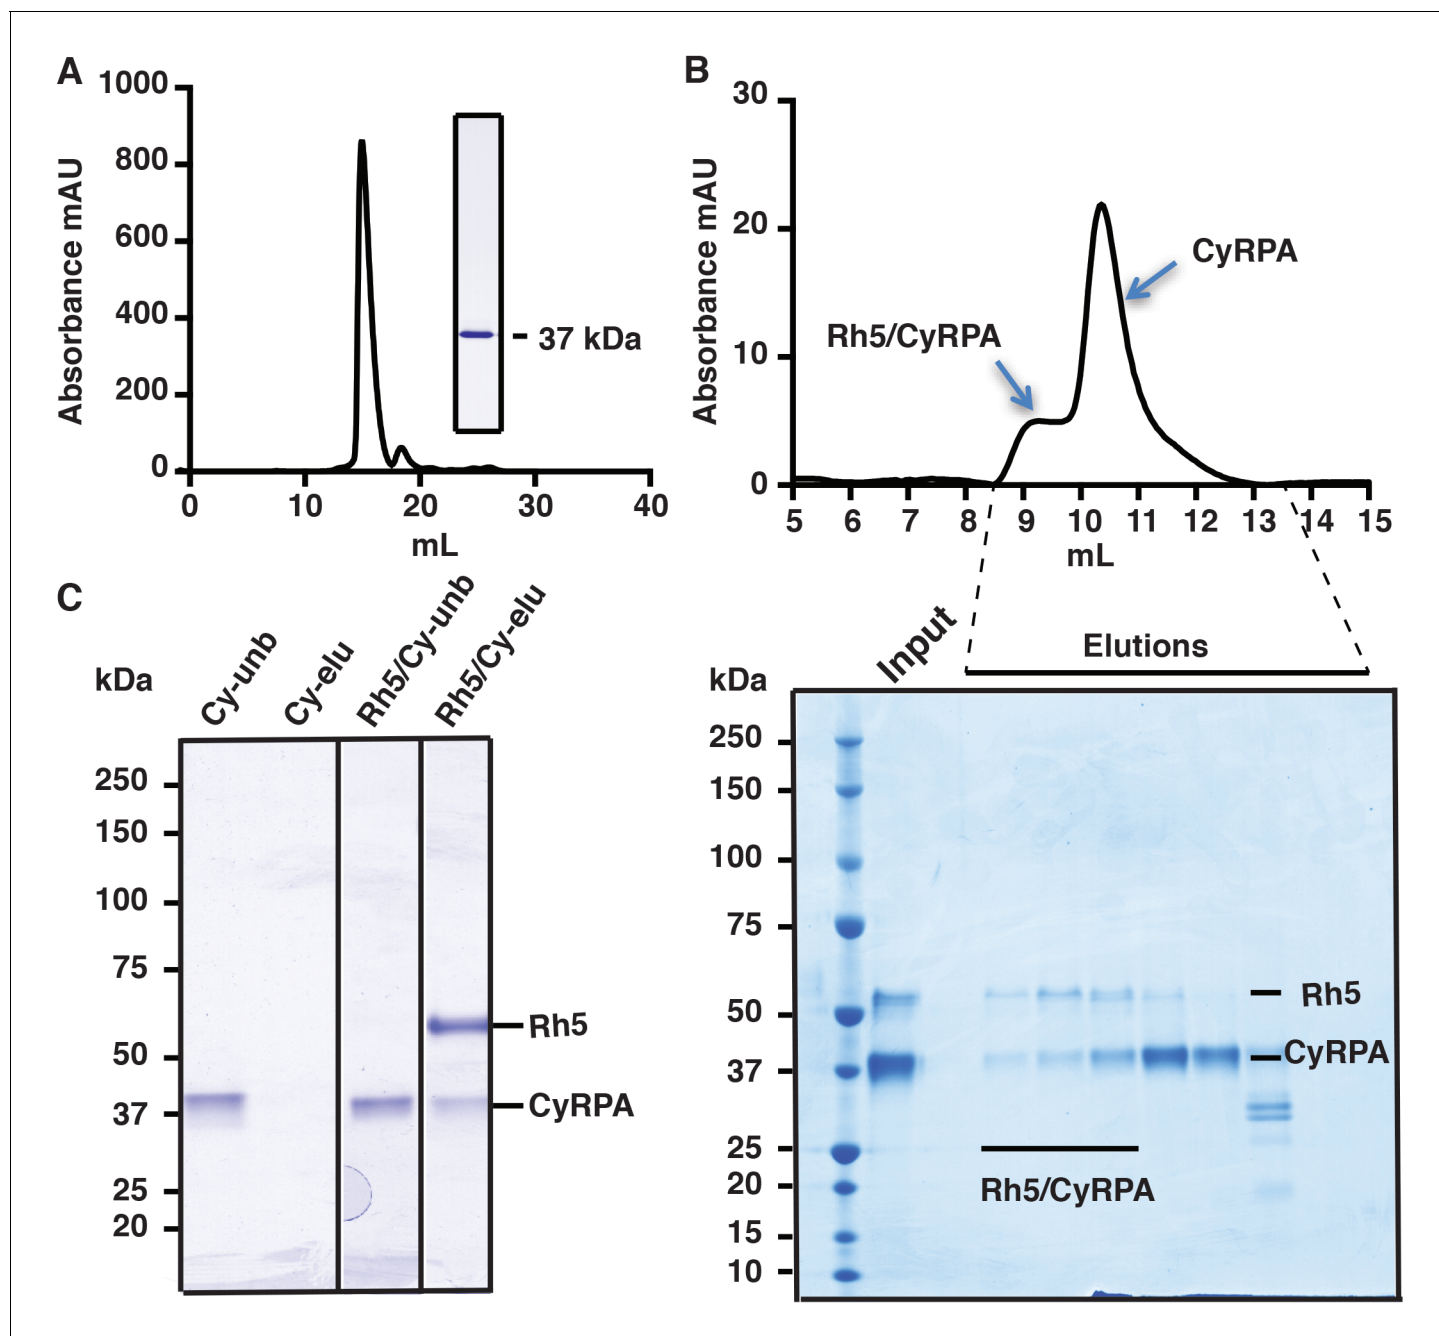 A
Absorbance mAU
1000
800
600
400
200
0
0 10 20 30 40
mL
37 kDa
B
Absorbance mAU
30
20
10
0
5 6 7 8 9 10 11 12 13 14 15
mL
Rh5/CyRPA
CyRPA
Input
Elutions
kDa
250
150
100
75
50
37
25
20
15
10
Rh5
CyRPA
Rh5/CyRPA
C
kDa
Cy-unb
Cy-elu
Rh5/Cy-unb
Rh5/Cy-elu
250
150
100
75
50
37
25
20
Rh5
CyRPA